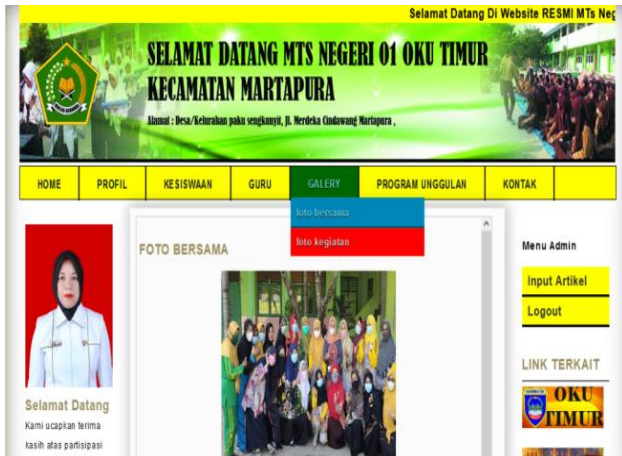 Selamat Datang Di Website RESMI MTs Neg
SELAMAT DATANG MTS NEGERI 01 OKU TIMUR
KECAMATAN MARTAPURA
Alamat : Desa/Kelurahan paku sengkunyit, Jl. Merdeka Cindawang Martapura ,
HOME PROFIL KESISWAAN GURU GALERY PROGRAM UNGGULAN KONTAK
foto bersama
foto kegiatan
FOTO BERSAMA
Selamat Datang
Kami ucapkan terima
kasih atas partisipasi
Menu Admin
Input Artikel
Logout
LINK TERKAIT
OKU
TIMUR